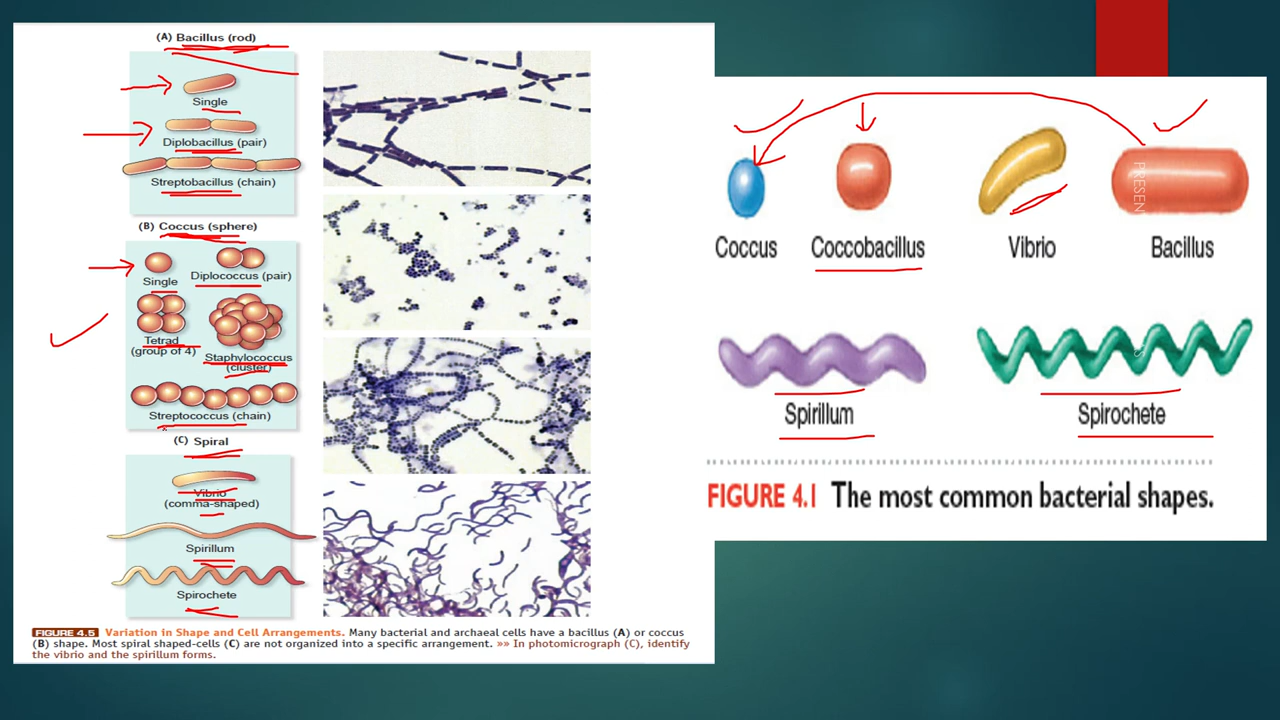 (A) Bacillus (rod)
Single
Diplobacillus (pair)
Streptobacillus (chain)
(B) Coccus (sphere)
Single
Diplococcus (pair)
Tetrad
(group of 4)
Staphylococcus
(cluster)
Streptococcus (chain)
(C) Spiral
Vibrio
(comma-shaped)
Spirillum
Spirochete
FIGURE 4.5 Variation in Shape and Cell Arrangements. Many bacterial and archaeal cells have a bacillus (A) or coccus
(B) shape. Most spiral shaped-cells (C) are not organized into a specific arrangement. »» In photomicrograph (C), identify
the vibrio and the spirillum forms.
Coccus
Coccobacillus
Vibrio
Bacillus
PRESEN
Spirillum
Spirochete
FIGURE 4.1 The most common bacterial shapes.